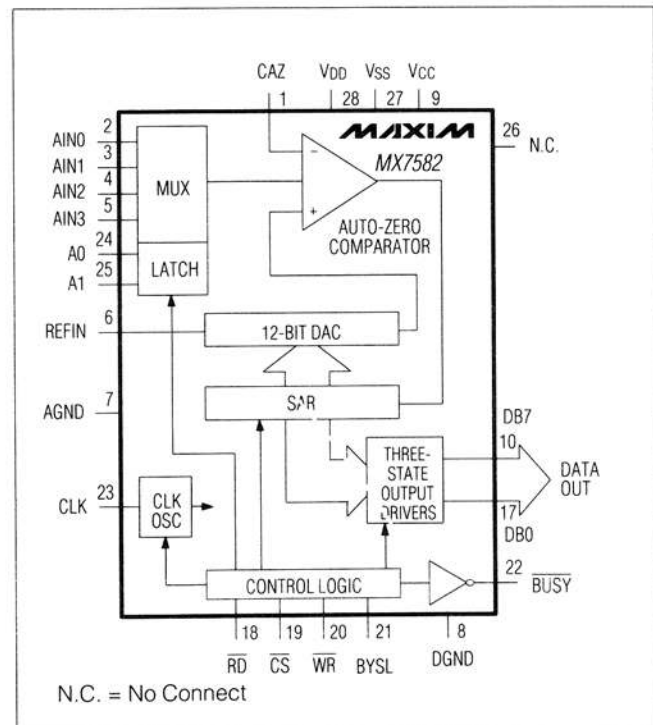 CAZ VDD VSS VCC
1 28 27 9
MAXIM
MX7582
26
N.C.
2
AIN0
3
AIN1
4
AIN2
5
AIN3
24
A0
25
A1
MUX
LATCH
AUTO-ZERO
COMPARATOR
6
REFIN
12-BIT DAC
7
AGND
SAR
DB7
10
THREE-
STATE
OUTPUT
DRIVERS
DATA
OUT
17
DB0
23
CLK
CLK
OSC
CONTROL LOGIC
22
BUSY
18 19 20 21 8
RD CS WR BYSL DGND
N.C. = No Connect